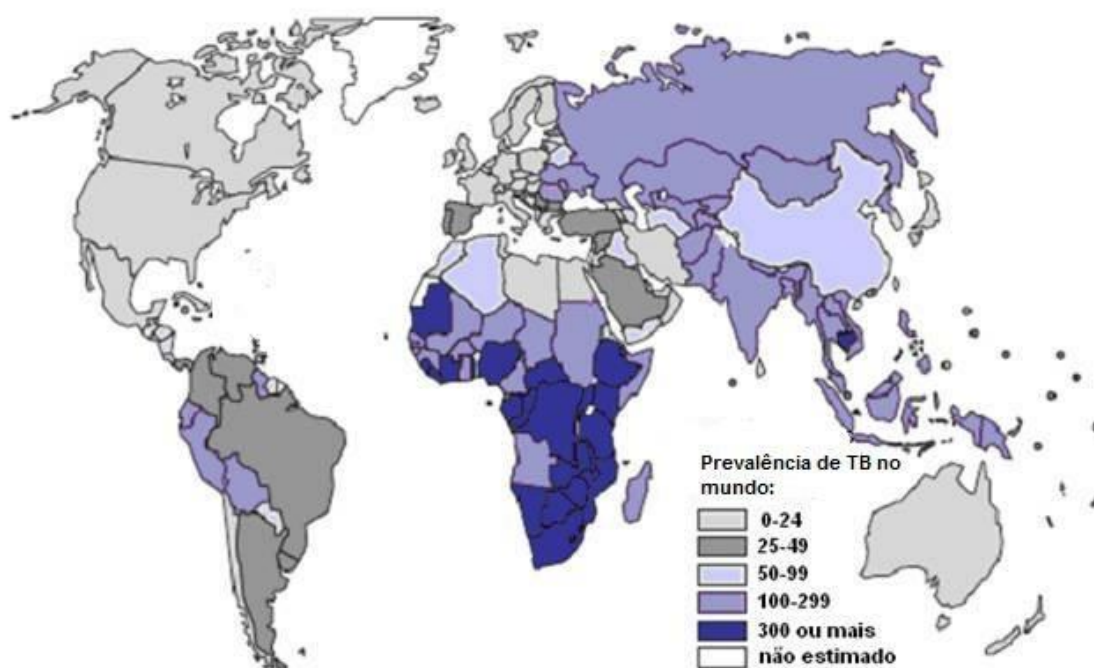 Prevalência de TB no
mundo:
0-24
25-49
50-99
100-299
300 ou mais
não estimado